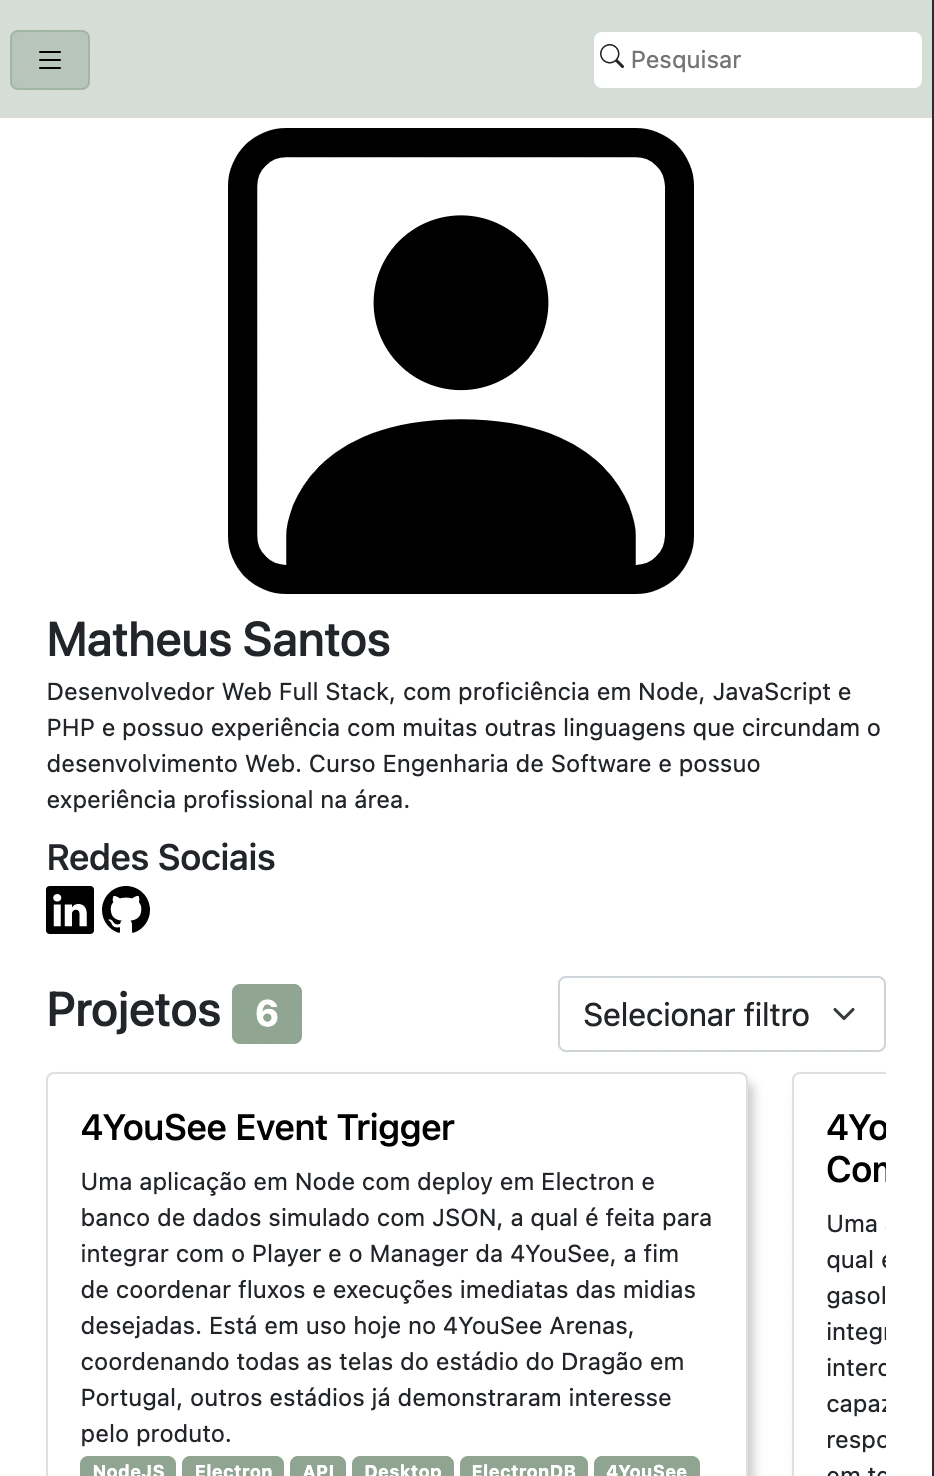 Pesquisar
Matheus Santos
Desenvolvedor Web Full Stack, com proficiência em Node, JavaScript e
PHP e possuo experiência com muitas outras linguagens que circundam o
desenvolvimento Web. Curso Engenharia de Software e possuo
experiência profissional na área.
Redes Sociais
in
Projetos 6
Selecionar filtro
4YouSee Event Trigger
Uma aplicação em Node com deploy em Electron e
banco de dados simulado com JSON, a qual é feita para
integrar com o Player e o Manager da 4YouSee, a fim
de coordenar fluxos e execuções imediatas das midias
desejadas. Está em uso hoje no 4YouSee Arenas,
coordenando todas as telas do estádio do Dragão em
Portugal, outros estádios já demonstraram interesse
pelo produto.
NodeJS Electron API Desktop ElectronDB 4YouSee
4Yo
Con
Uma
qual
gasol
integ
interc
capaz
respo
em to